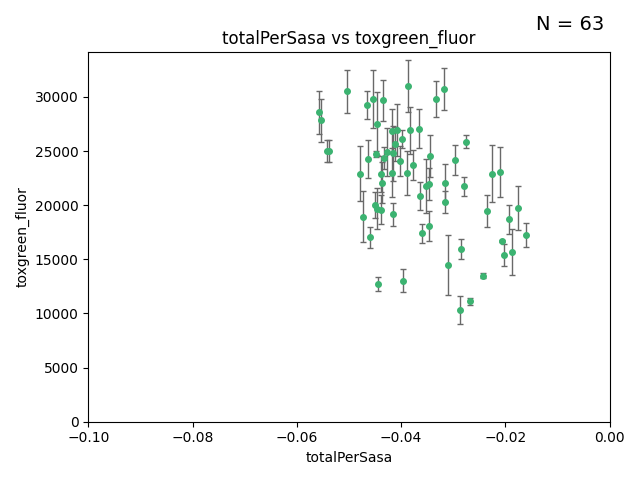 N = 63
totalPerSasa vs toxgreen_fluor
30000
25000
20000
15000
10000
5000
0
toxgreen_fluor
−0.10 −0.08 −0.06 −0.04 −0.02 0.00
totalPerSasa